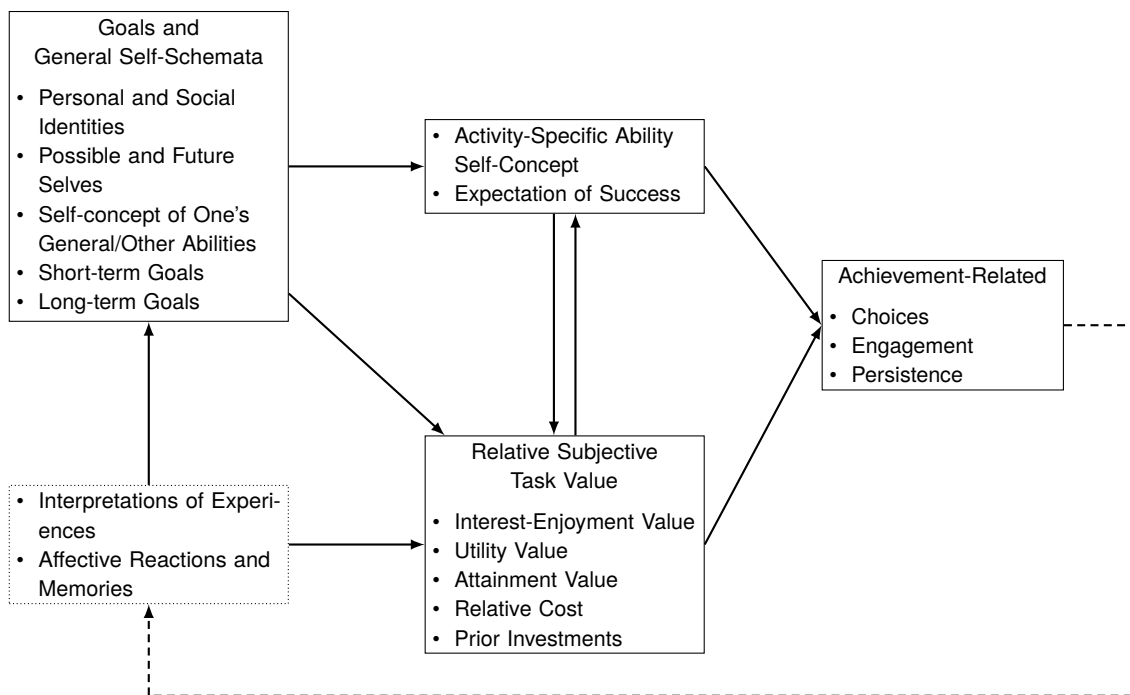 Goals and
General Self-Schemata
• Personal and Social
Identities
• Possible and Future
Selves
• Self-concept of One's
General/Other Abilities
• Short-term Goals
• Long-term Goals
• Activity-Specific Ability
Self-Concept
• Expectation of Success
Achievement-Related
• Choices
• Engagement
• Persistence
• Interpretations of Experi-
ences
• Affective Reactions and
Memories
Relative Subjective
Task Value
• Interest-Enjoyment Value
• Utility Value
• Attainment Value
• Relative Cost
• Prior Investments